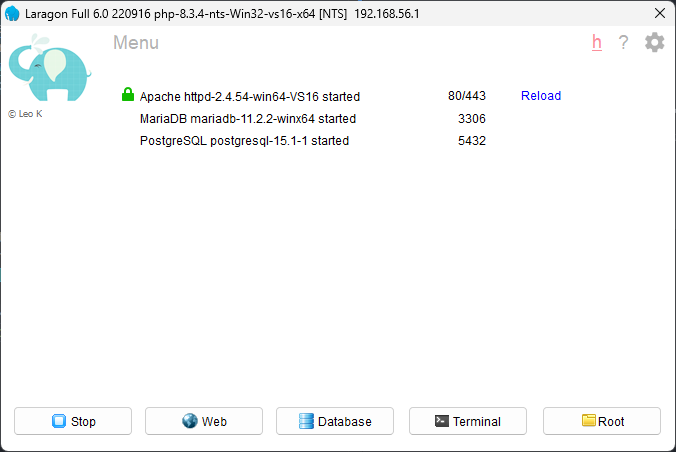 Laragon Full 6.0 220916 php-8.3.4-nts-Win32-vs16-x64 [NTS]  192.168.56.1
Menu h ?
Apache httpd-2.4.54-win64-VS16 started 80/443 Reload
© Leo K
MariaDB mariadb-11.2.2-winx64 started 3306
PostgreSQL postgresql-15.1-1 started 5432
Stop Web Database Terminal Root